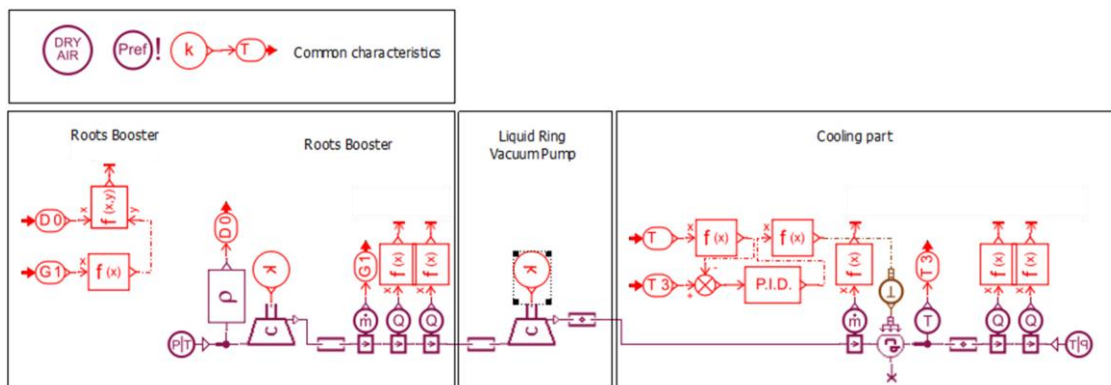 DRY
AIR
Pref !
k
T
Common characteristics
Roots Booster
D0
x
f(x,y)
y
G1
x
f(x)
Roots Booster
P|T
D0
ρ
k
C
G1
ṁ
x
f(x)
Q
x
f(x)
Q
Liquid Ring
Vacuum Pump
k
C
Cooling part
T
x
f(x)
x
f(x)
T3
+
-
P.I.D.
x
f(x)
ṁ
T
T3
T
x
f(x)
Q
x
f(x)
Q
T|P